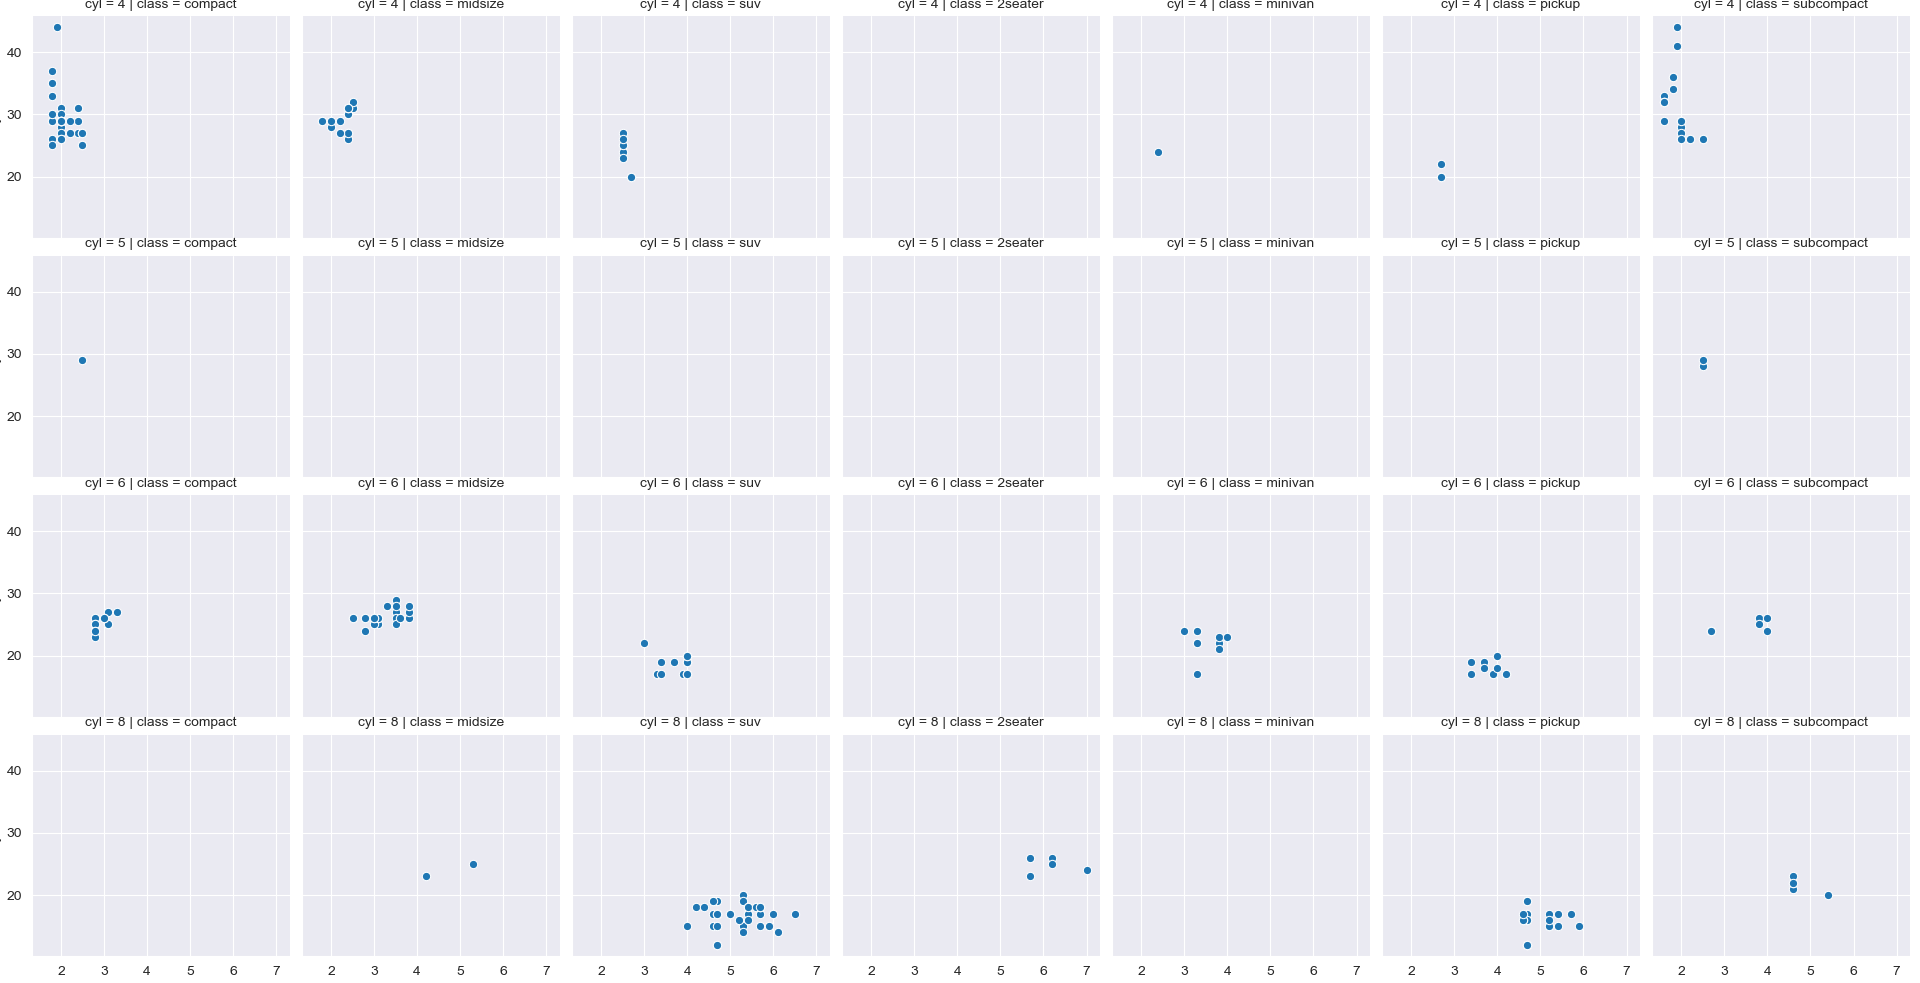 cyl = 4 | class = compact
cyl = 4 | class = midsize
cyl = 4 | class = suv
cyl = 4 | class = 2seater
cyl = 4 | class = minivan
cyl = 4 | class = pickup
cyl = 4 | class = subcompact
40
30
20
cyl = 5 | class = compact
cyl = 5 | class = midsize
cyl = 5 | class = suv
cyl = 5 | class = 2seater
cyl = 5 | class = minivan
cyl = 5 | class = pickup
cyl = 5 | class = subcompact
40
30
20
cyl = 6 | class = compact
cyl = 6 | class = midsize
cyl = 6 | class = suv
cyl = 6 | class = 2seater
cyl = 6 | class = minivan
cyl = 6 | class = pickup
cyl = 6 | class = subcompact
40
30
20
cyl = 8 | class = compact
cyl = 8 | class = midsize
cyl = 8 | class = suv
cyl = 8 | class = 2seater
cyl = 8 | class = minivan
cyl = 8 | class = pickup
cyl = 8 | class = subcompact
40
30
20
2 3 4 5 6 7
2 3 4 5 6 7
2 3 4 5 6 7
2 3 4 5 6 7
2 3 4 5 6 7
2 3 4 5 6 7
2 3 4 5 6 7